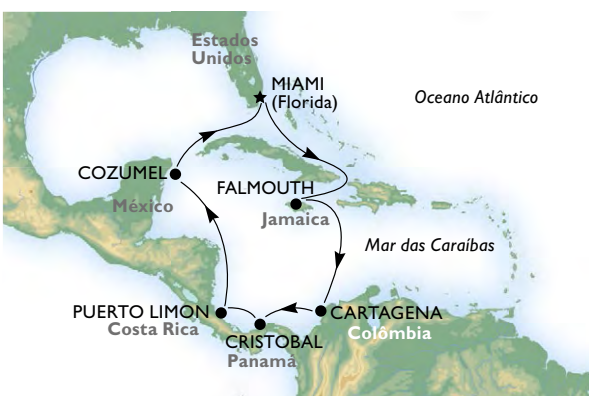 Estados
Unidos
MIAMI
(Florida)
Oceano Atlântico
COZUMEL
México
FALMOUTH
Jamaica
Mar das Caraíbas
PUERTO LIMON
Costa Rica
CRISTOBAL
Panamá
CARTAGENA
Colômbia